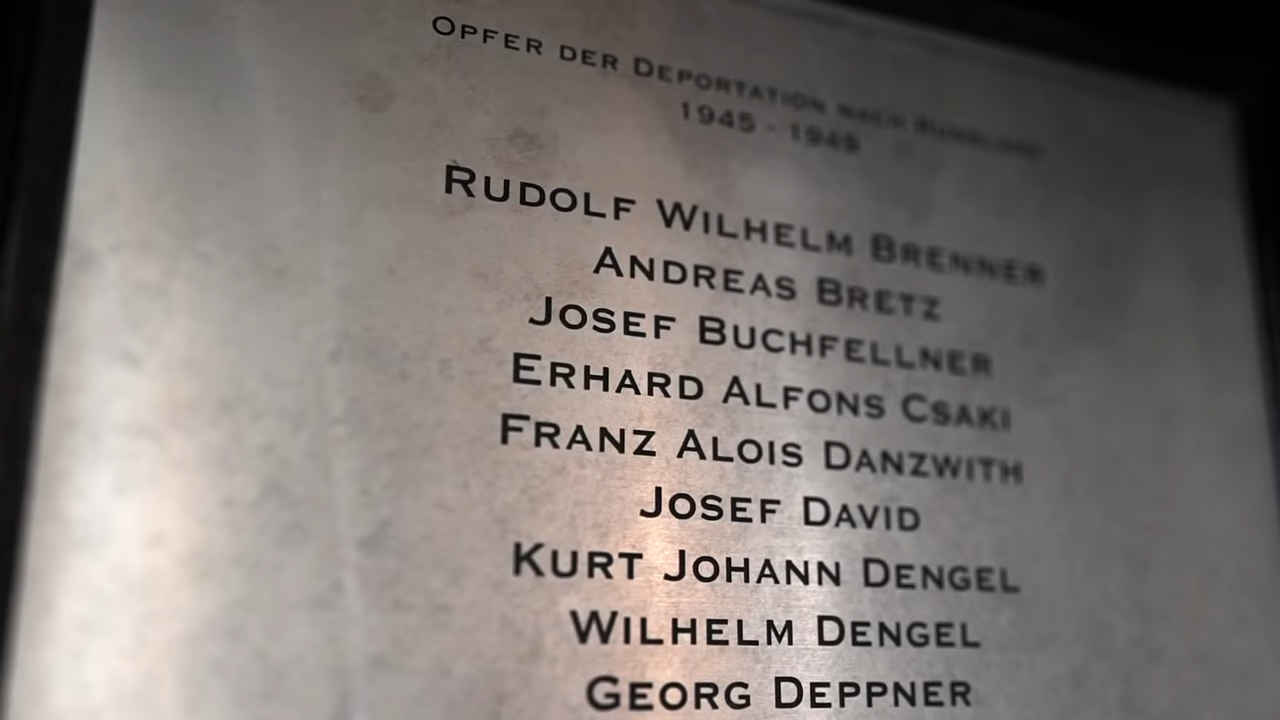 Opfer der Deportation nach Russland
1945 - 1949
Rudolf Wilhelm Brenner
Andreas Bretz
Josef Buchfellner
Erhard Alfons Csaki
Franz Alois Danzwith
Josef David
Kurt Johann Dengel
Wilhelm Dengel
Georg Deppner